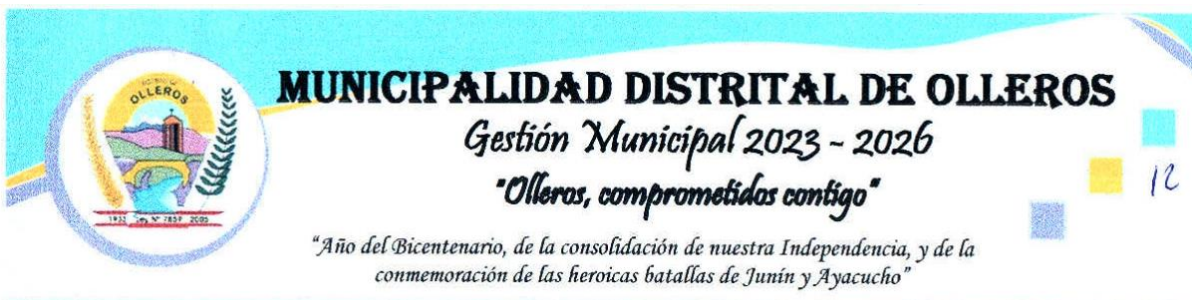 OLLEROS
1932 Ley N° 7859 2005
MUNICIPALIDAD DISTRITAL DE OLLEROS
Gestión Municipal 2023 - 2026
"Olleros, comprometidos contigo"
12
"Año del Bicentenario, de la consolidación de nuestra Independencia, y de la
conmemoración de las heroicas batallas de Junín y Ayacucho"